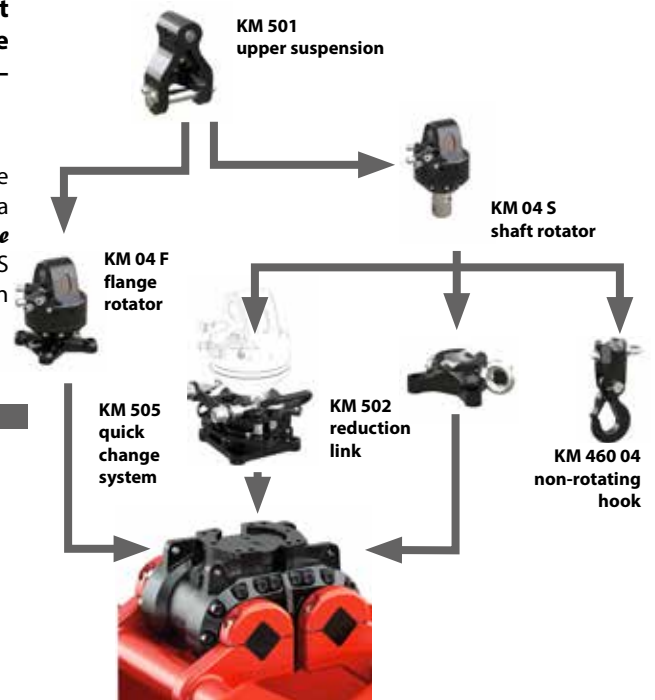 t
e
–
KM 501
upper suspension
e
a
e
S
n
KM 04 S
shaft rotator
KM 04 F
flange
rotator
KM 505
quick
change
system
KM 502
reduction
link
KM 460 04
non-rotating
hook